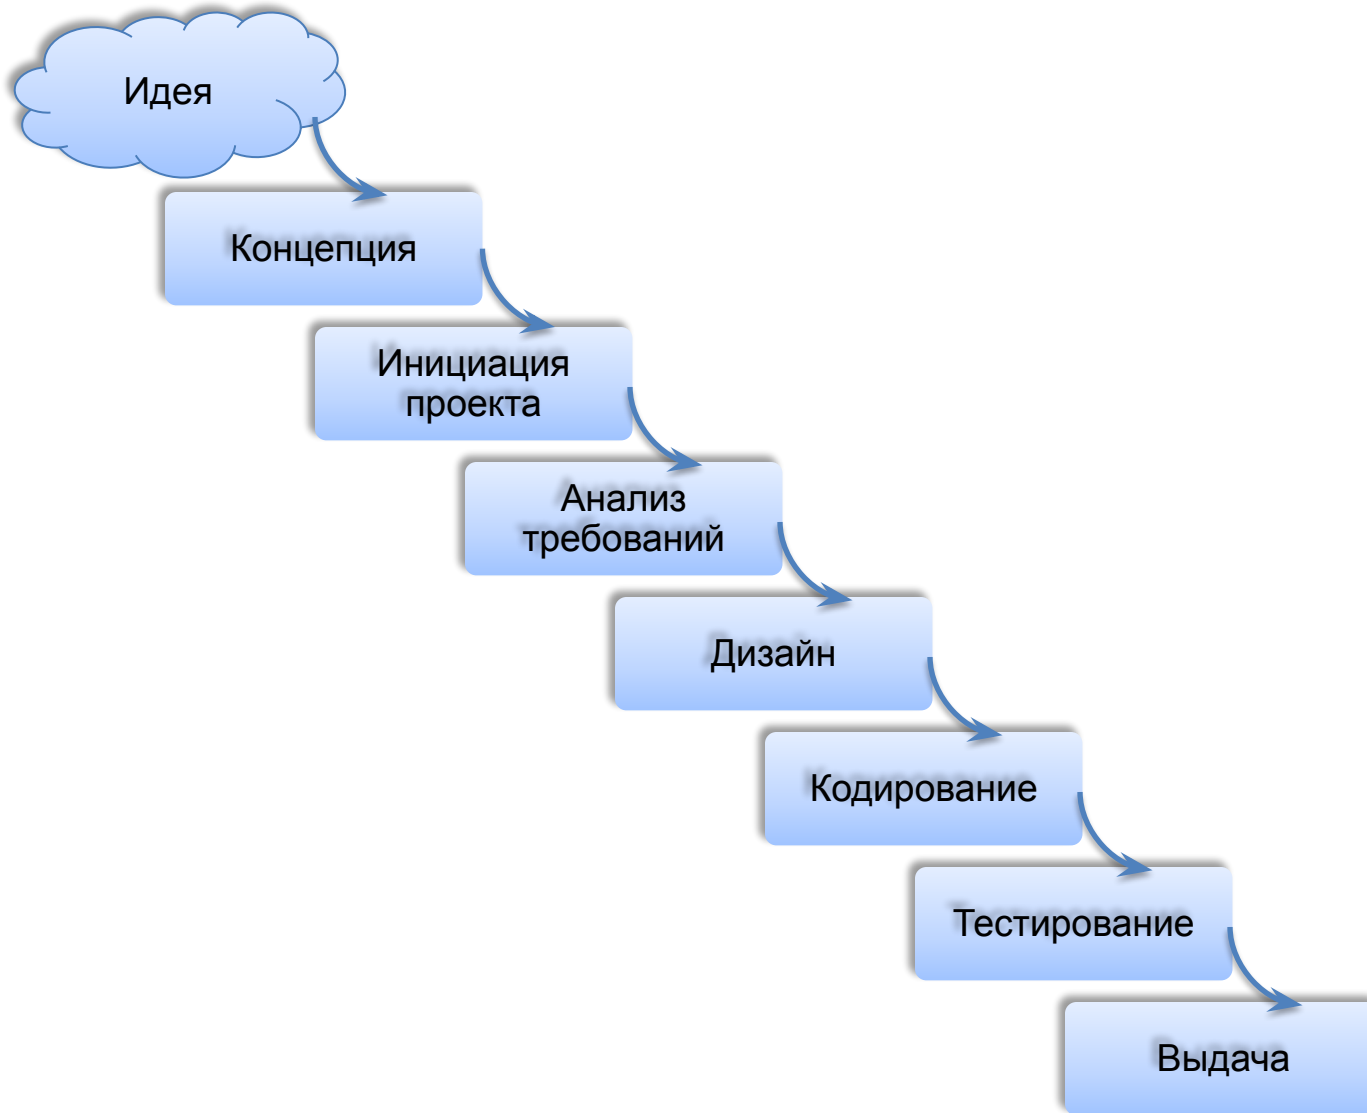 Идея
Концепция
Инициация
проекта
Анализ
требований
Дизайн
Кодирование
Тестирование
Выдача